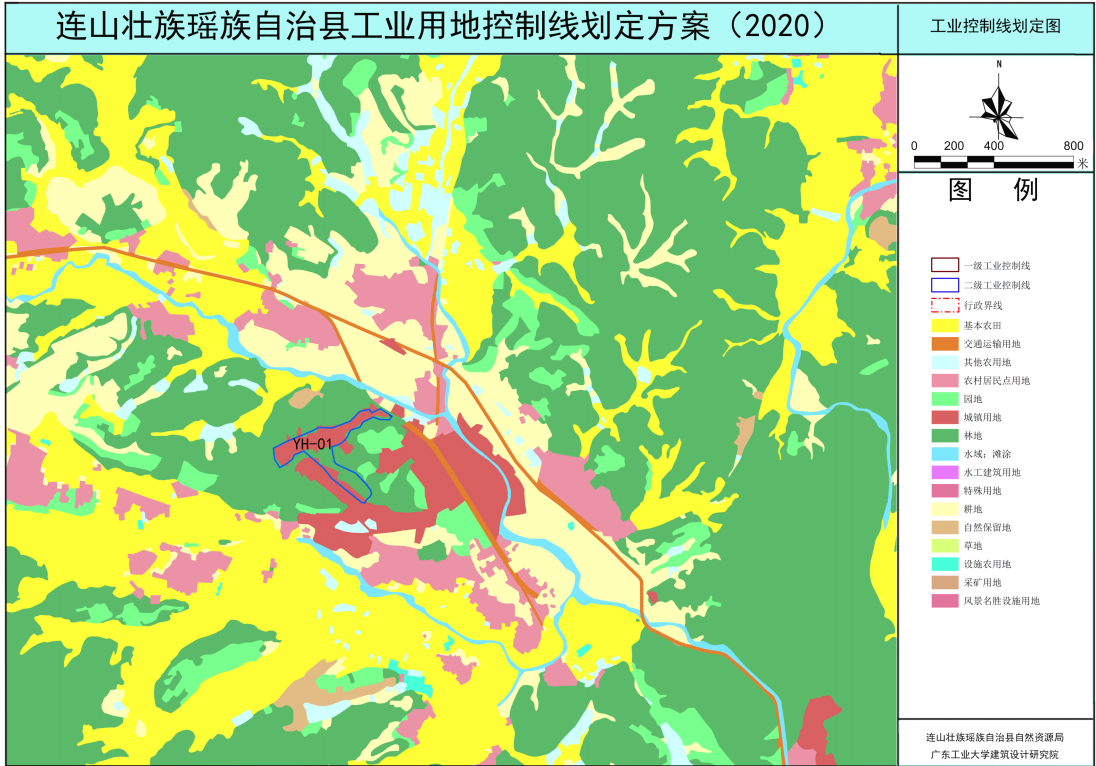 连山壮族瑶族自治县工业用地控制线划定方案（2020）
工业控制线划定图
N
0 200 400 800
米
图 例
一级工业控制线
二级工业控制线
行政界线
基本农田
交通运输用地
其他农用地
农村居民点用地
园地
城镇用地
林地
水域；滩涂
水工建筑用地
特殊用地
耕地
自然保留地
草地
设施农用地
采矿用地
风景名胜设施用地
YH-01
连山壮族瑶族自治县自然资源局
广东工业大学建筑设计研究院